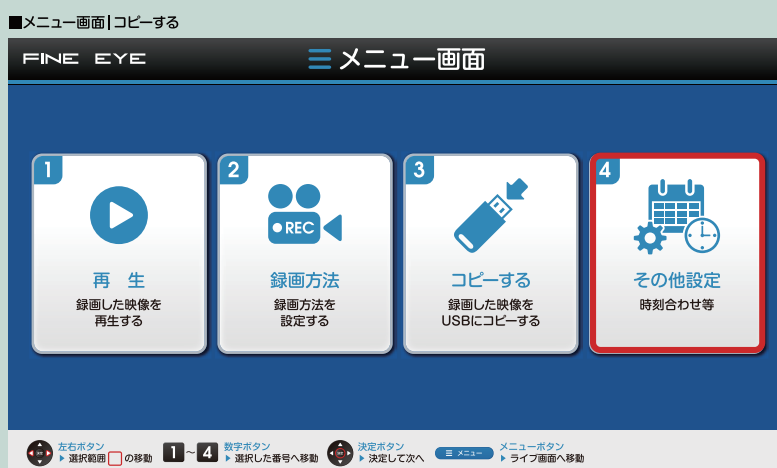 ■メニュー画面|コピーする
FINE EYE
メニュー画面
1
再 生
録画した映像を
再生する
2
REC
録画方法
録画方法を
設定する
3
コピーする
録画した映像を
USBにコピーする
4
その他設定
時刻合わせ等
左右ボタン
選択範囲 の移動
1~4
数字ボタン
選択した番号へ移動
決定ボタン
決定して次へ
メニュー
メニューボタン
ライブ画面へ移動